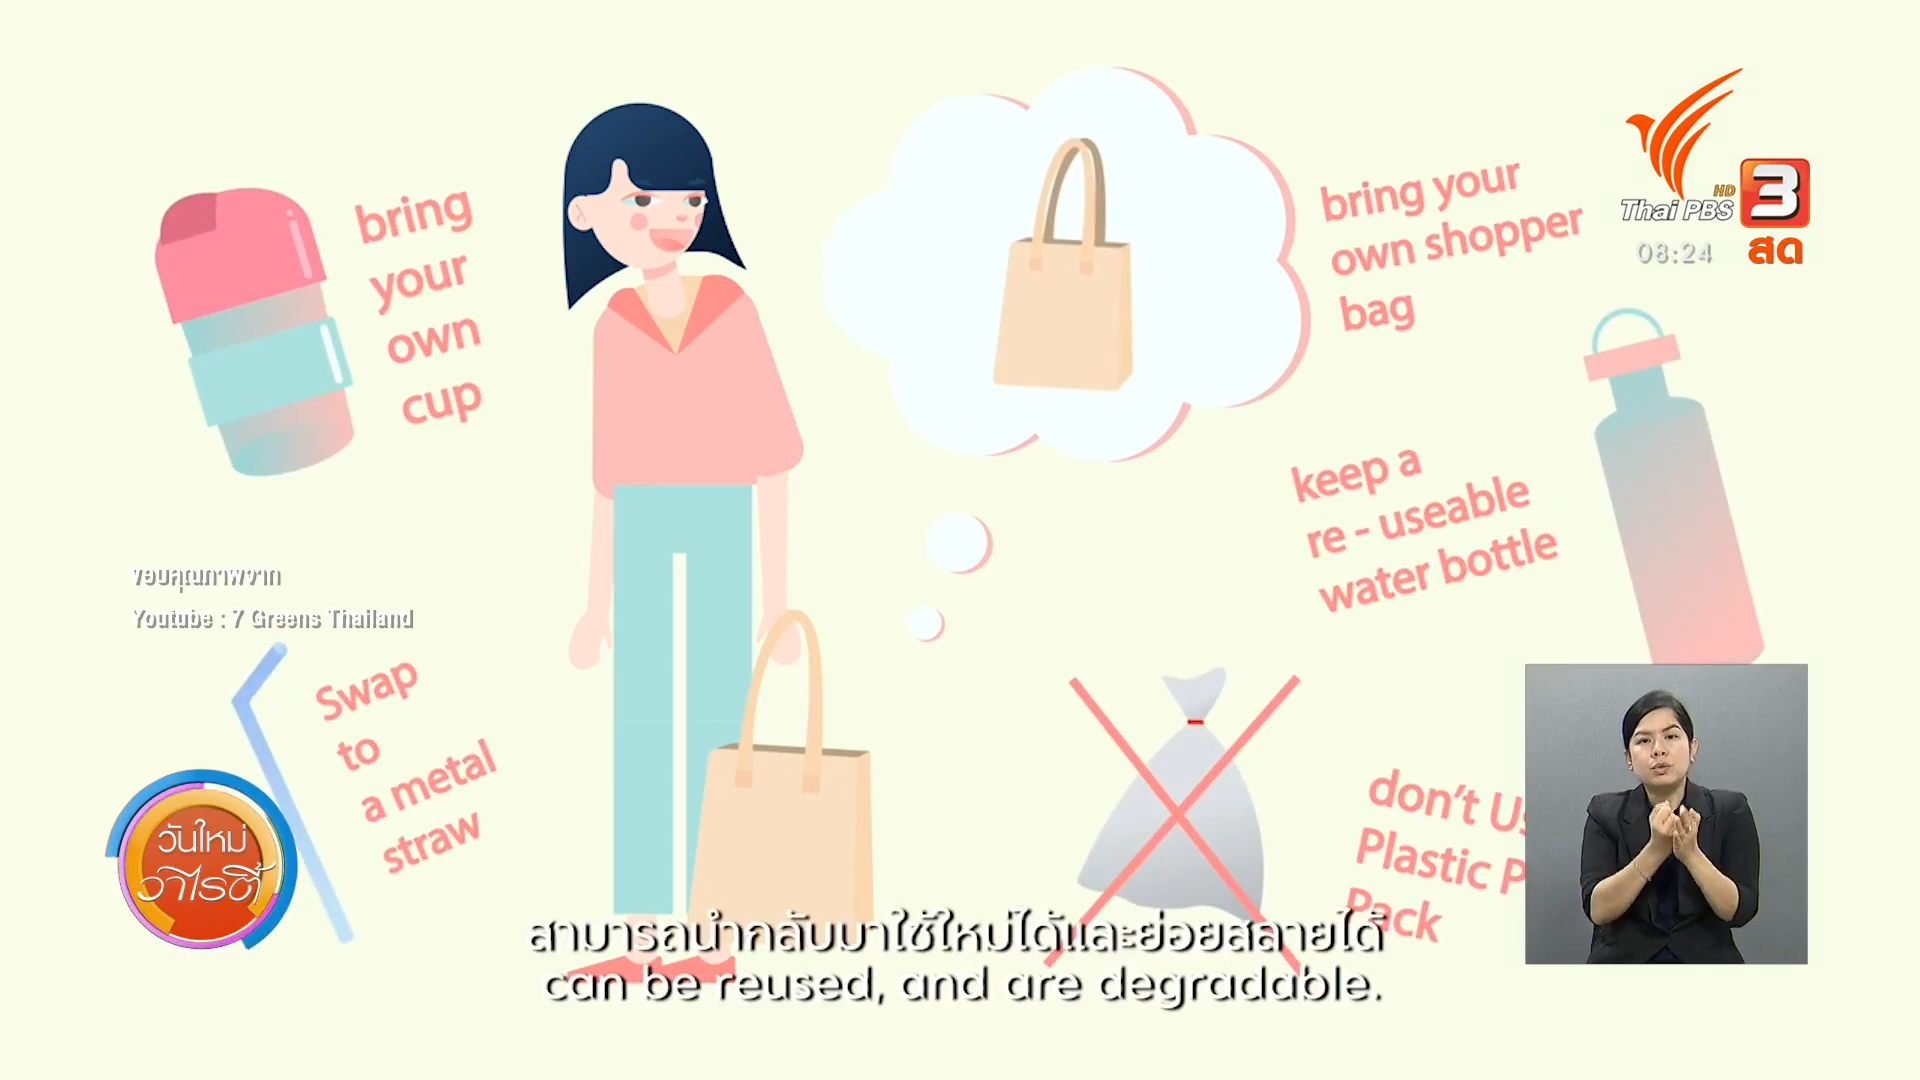 bring
your
own
cup
bring your
own shopper
bag
HD
Thai PBS
3
08:24
สด
keep a
re - useable
water bottle
ขอบคุณภาพจาก
Youtube : 7 Greens Thailand
Swap
to
a metal
straw
วันใหม่
วาไรตี้
don't Us
Plastic P
Pack
สามารถนำกลับมาใช้ใหม่ได้และย่อยสลายได้
can be reused, and are degradable.